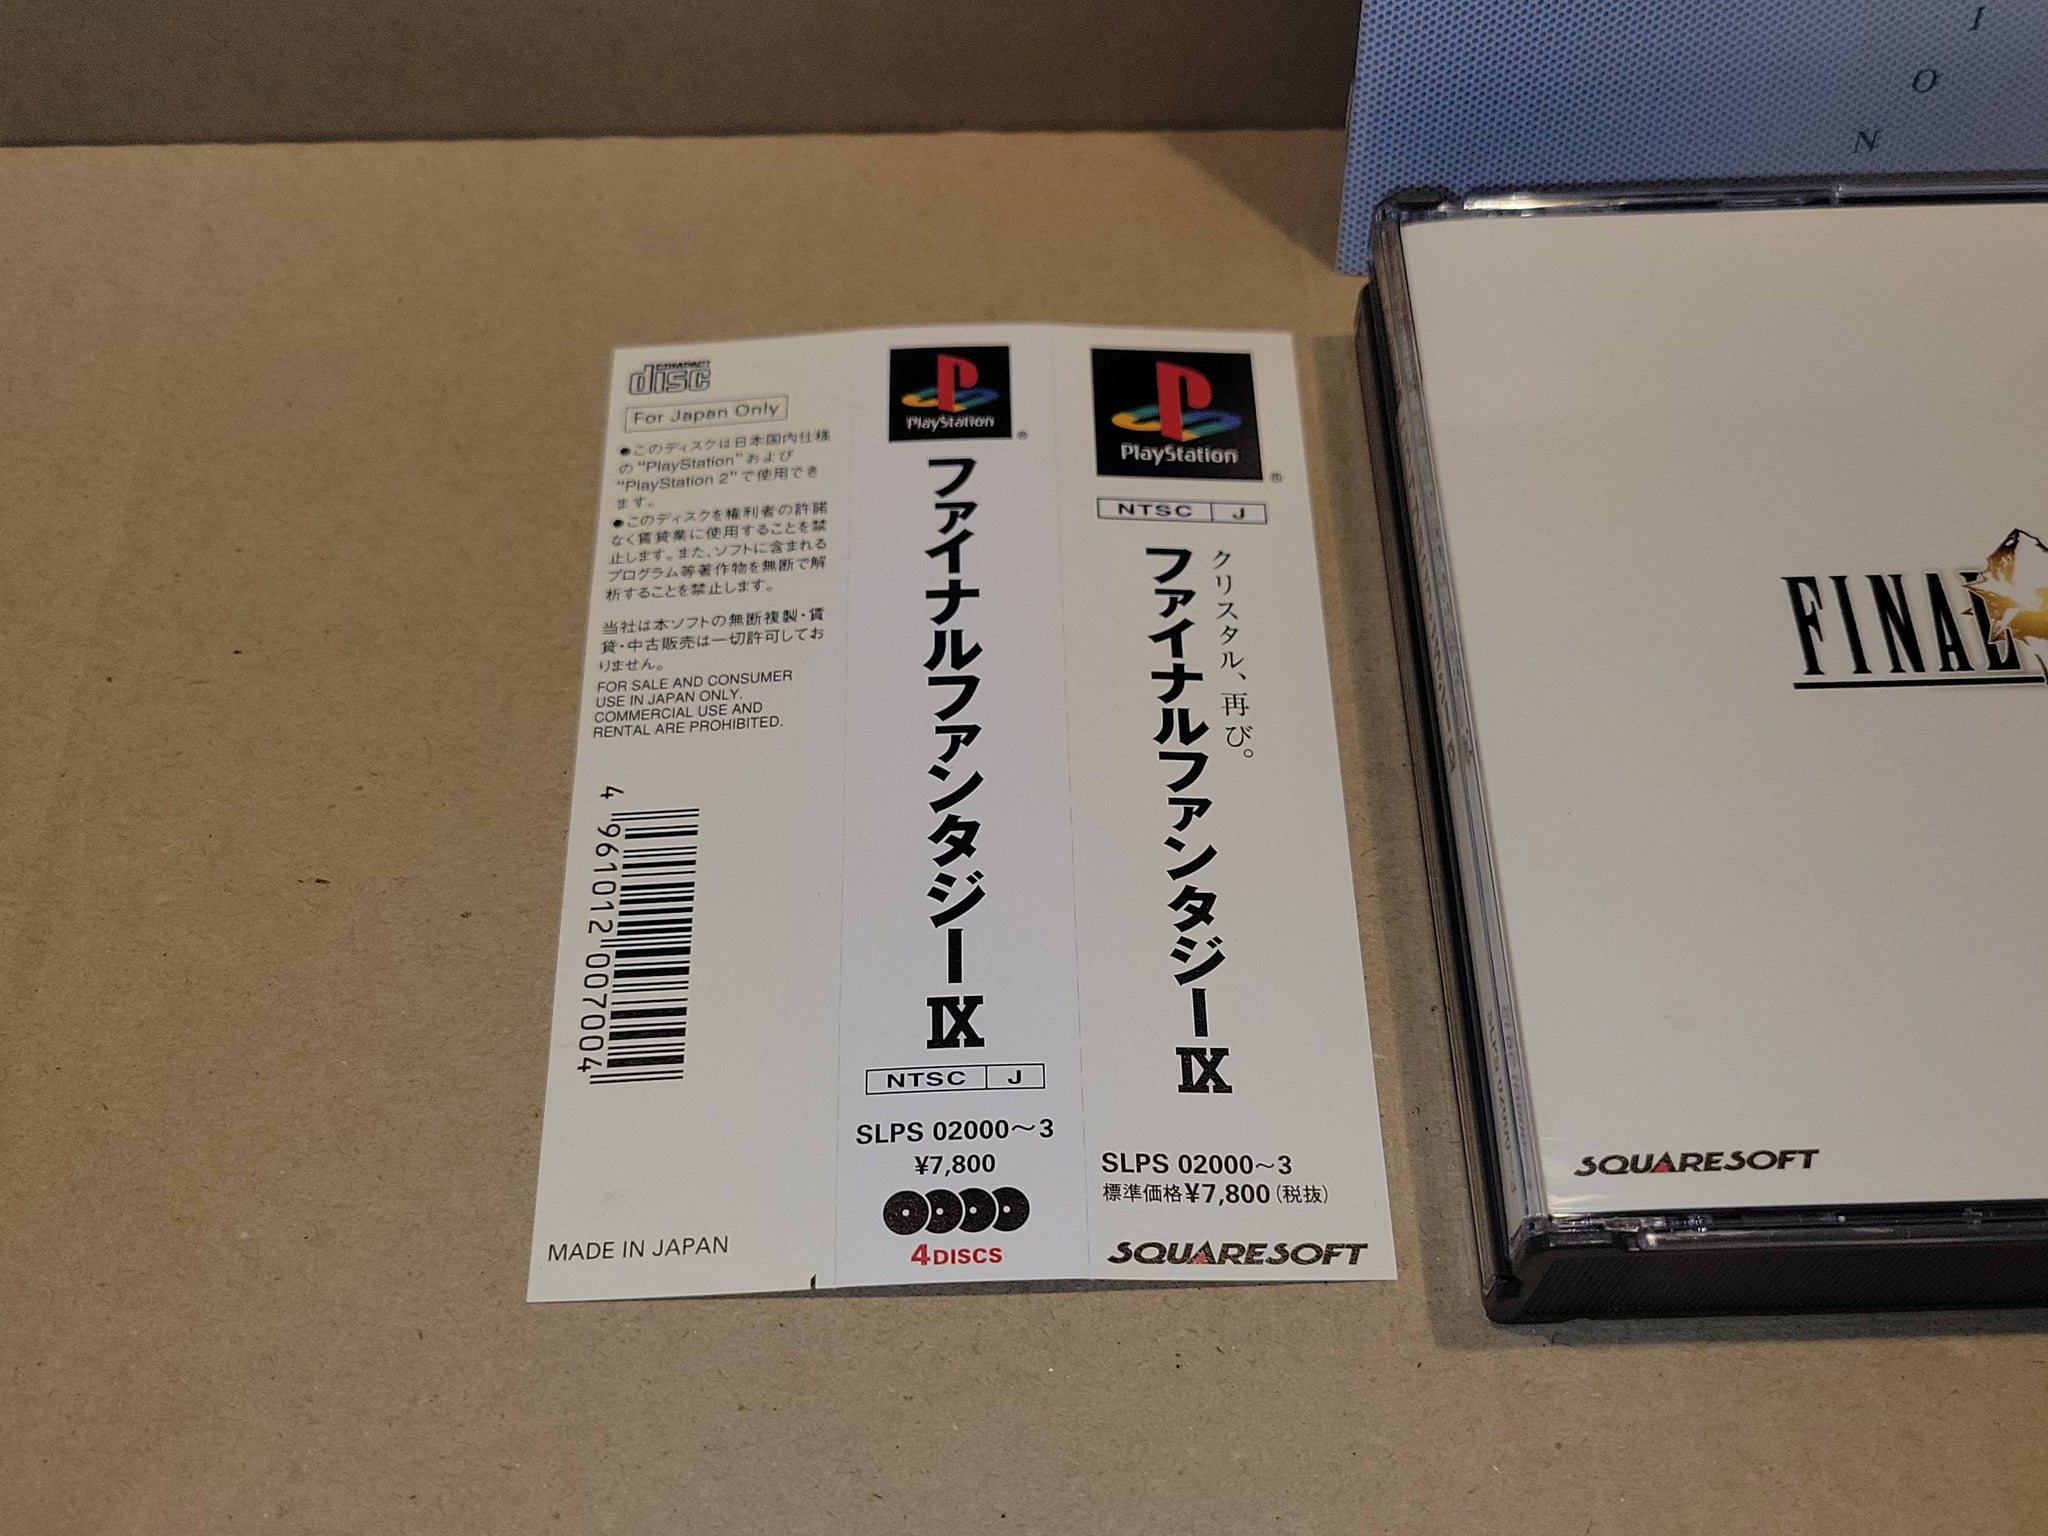 COMPACT
disc
For Japan Only
●このディスクは日本国内仕様
の"PlayStation"および
"PlayStation 2"で使用でき
ます。
●このディスクを権利者の許諾
なく賃貸業に使用することを禁
止します。また、ソフトに含まれる
プログラム等著作物を無断で解
析することを禁止します。
当社は本ソフトの無断複製・賃
貸・中古販売は一切許可してお
りません。
FOR SALE AND CONSUMER
USE IN JAPAN ONLY.
COMMERCIAL USE AND
RENTAL ARE PROHIBITED.
4 961012 007004
MADE IN JAPAN
PlayStation
®
ファイナルファンタジーIX
NTSC J
SLPS 02000～3
¥7,800
4DISCS
PlayStation
®
NTSC J
クリスタル、再び。
ファイナルファンタジーIX
SLPS 02000～3
標準価格¥7,800(税抜)
SQUARESOFT
I
O
N
FINAL
SQUARESOFT